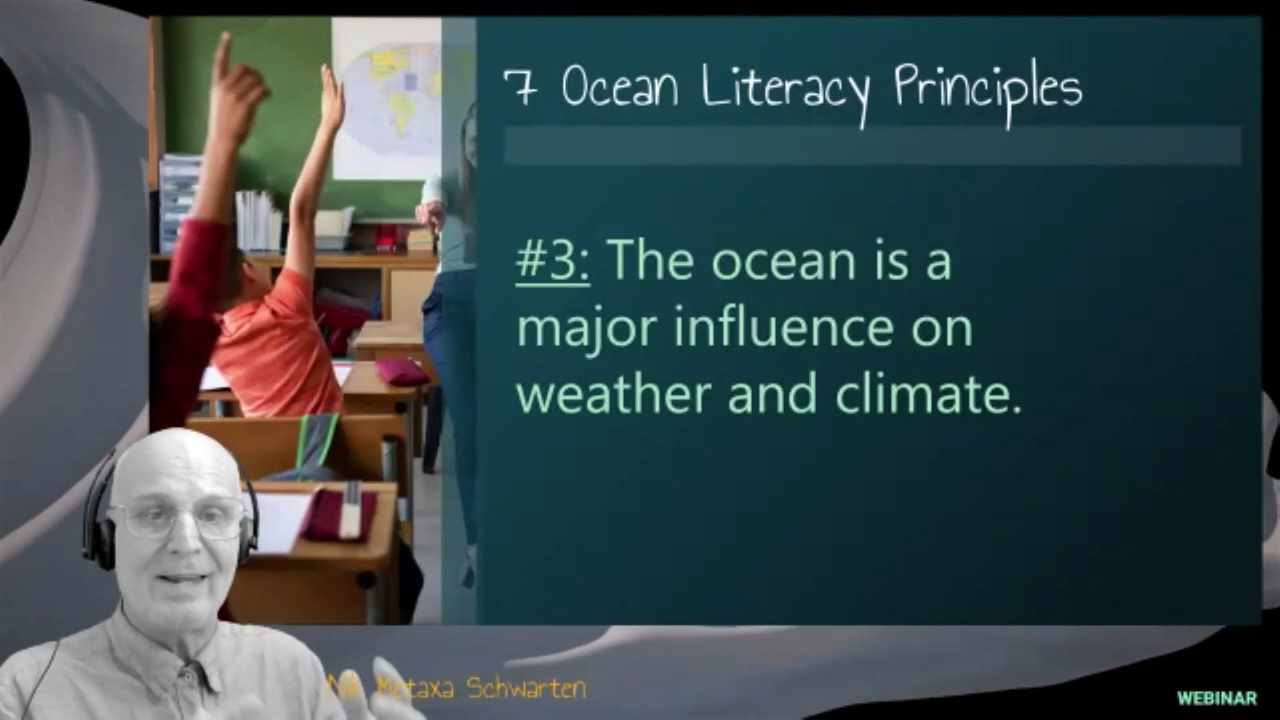 7 Ocean Literacy Principles
#3: The ocean is a
major influence on
weather and climate.
Schwarten
WEBINAR